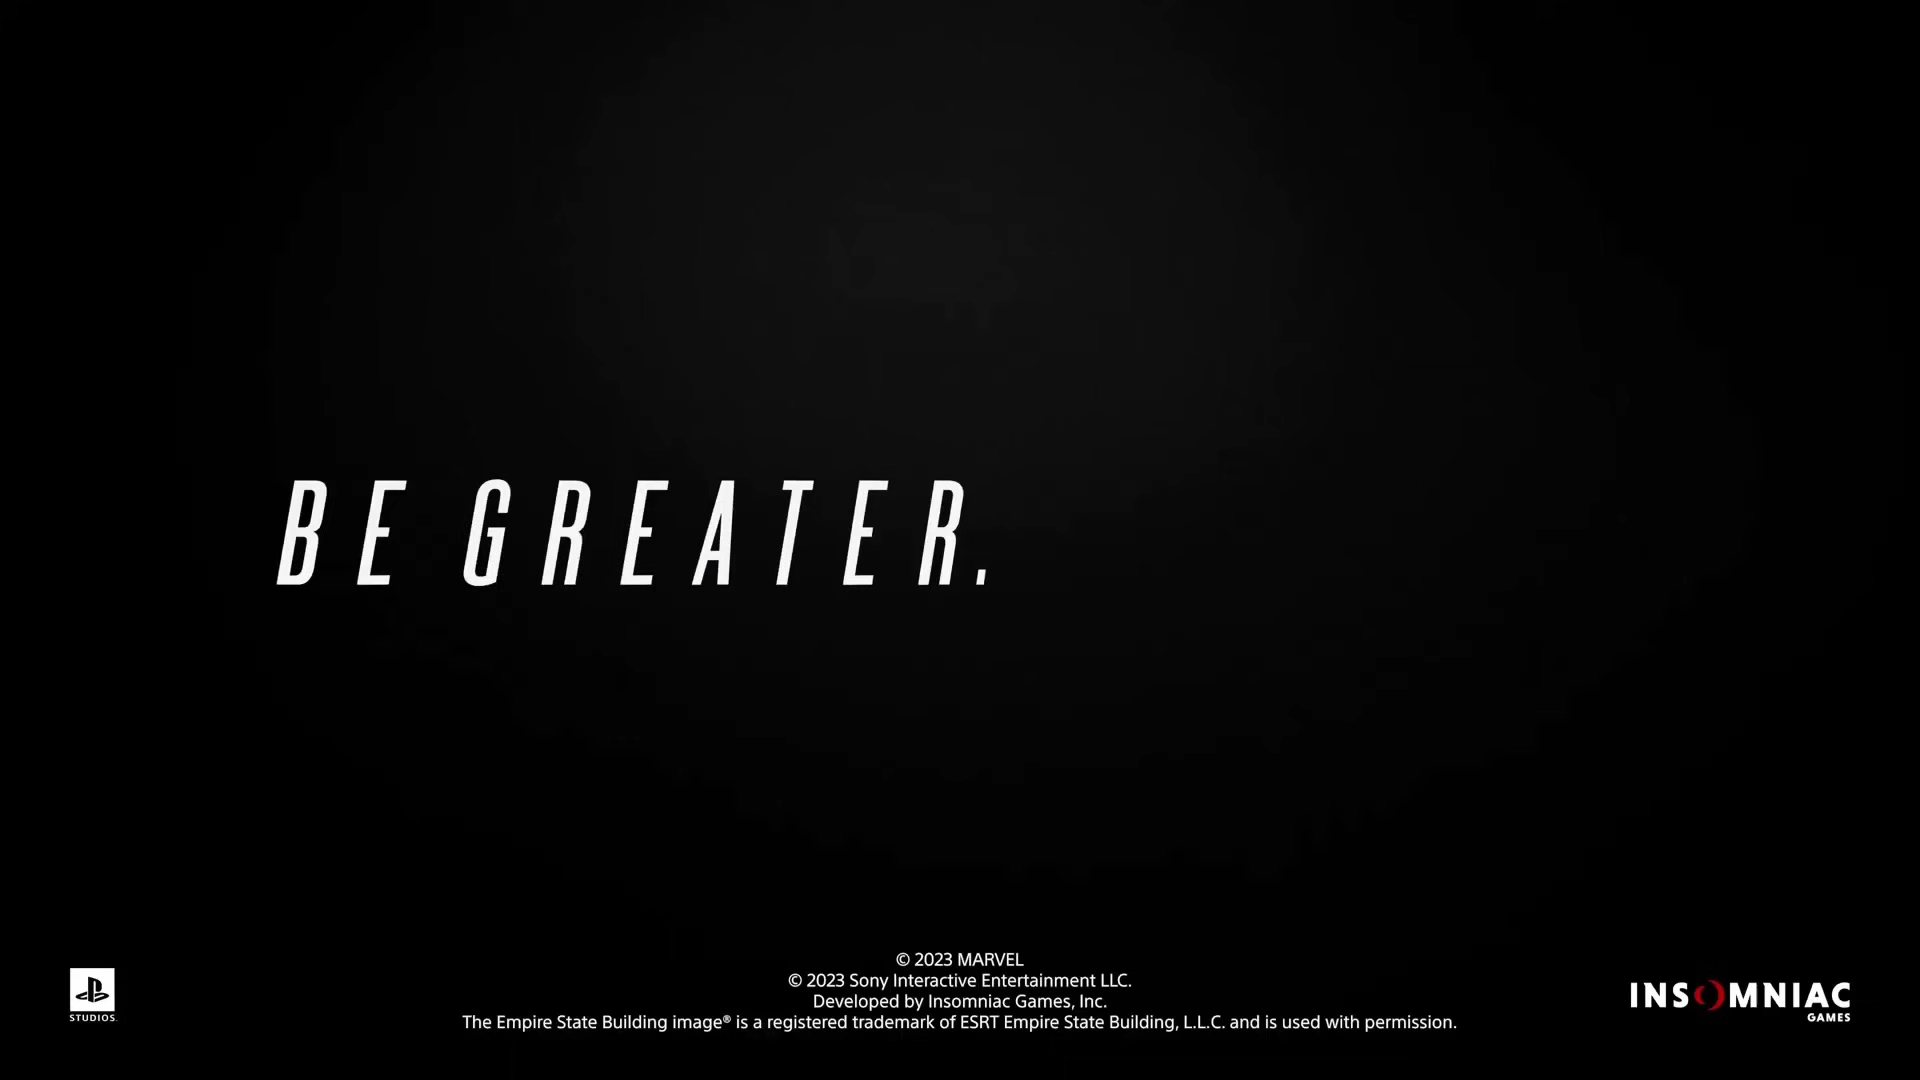 BE GREATER.
© 2023 MARVEL
© 2023 Sony Interactive Entertainment LLC.
Developed by Insomniac Games, Inc.
The Empire State Building image® is a registered trademark of ESRT Empire State Building, L.L.C. and is used with permission.
STUDIOS
INSOMNIAC
GAMES